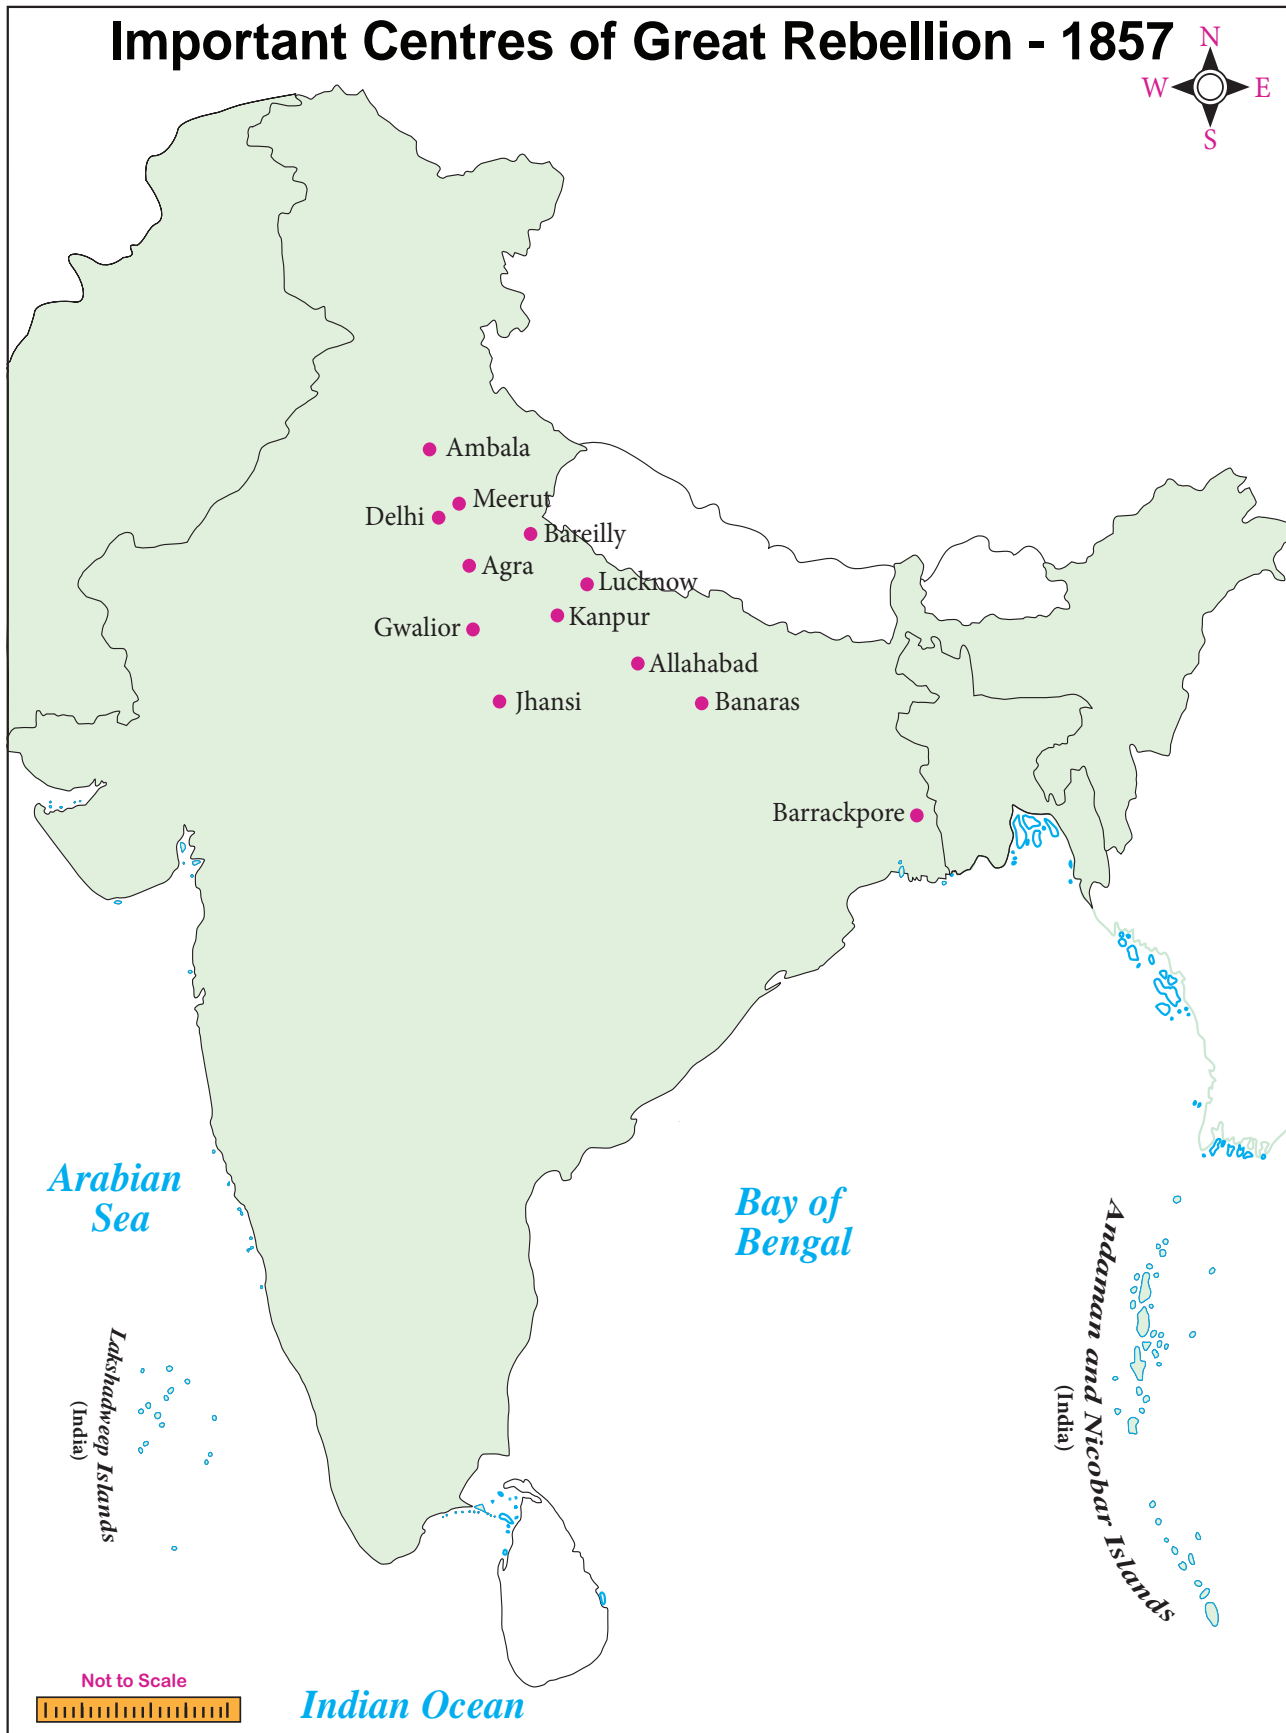 Important Centres of Great Rebellion - 1857
N
W E
S
Ambala
Meerut
Delhi
Bareilly
Agra
Lucknow
Kanpur
Gwalior
Allahabad
Jhansi
Banaras
Barrackpore
Arabian
Sea
Bay of
Bengal
Andaman and Nicobar Islands
(India)
Lakshadweep Islands
(India)
Not to Scale
Indian Ocean